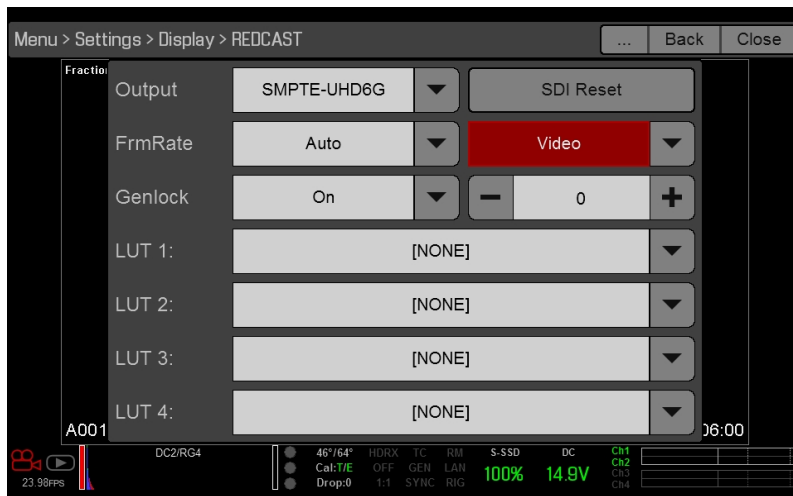 Menu > Settings > Display > REDCAST ... Back Close
Fractio
Output SMPTE-UHD6G SDI Reset
FrmRate Auto Video
Genlock On 0
LUT 1: [NONE]
LUT 2: [NONE]
LUT 3: [NONE]
LUT 4: [NONE]
A001 06:00
DC2/RG4 46°/64° HDRX TC RM S-SSD DC Ch1
Ch2
Cal:T/E OFF GEN LAN 100% 14.9V Ch3
23.98FPS Drop:0 1:1 SYNC RIG Ch4